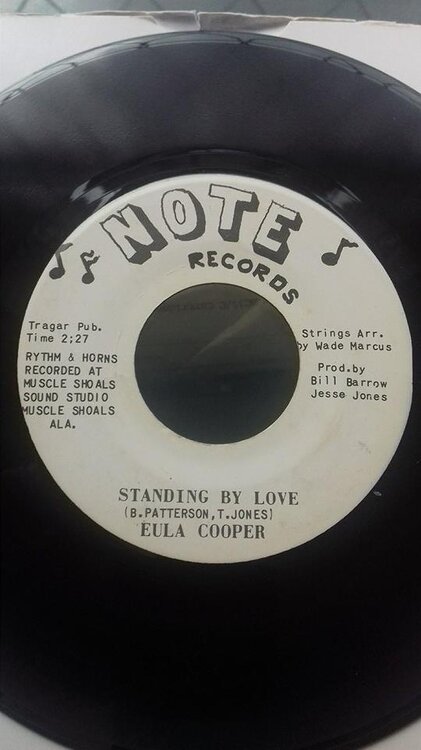 NOTE
RECORDS
Tragar Pub.
Time 2:27
RYTHM & HORNS
RECORDED AT
MUSCLE SHOALS
SOUND STUDIO
MUSCLE SHOALS
ALA.
Strings Arr.
by Wade Marcus
Prod.by
Bill Barrow
Jesse Jones
STANDING BY LOVE
(B.PATTERSON,T.JONES)
EULA COOPER